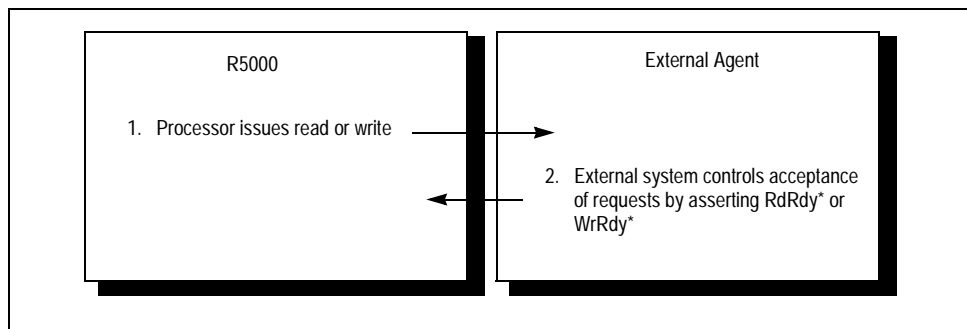 R5000
1. Processor issues read or write
External Agent
2. External system controls acceptance
of requests by asserting RdRdy* or
WrRdy*